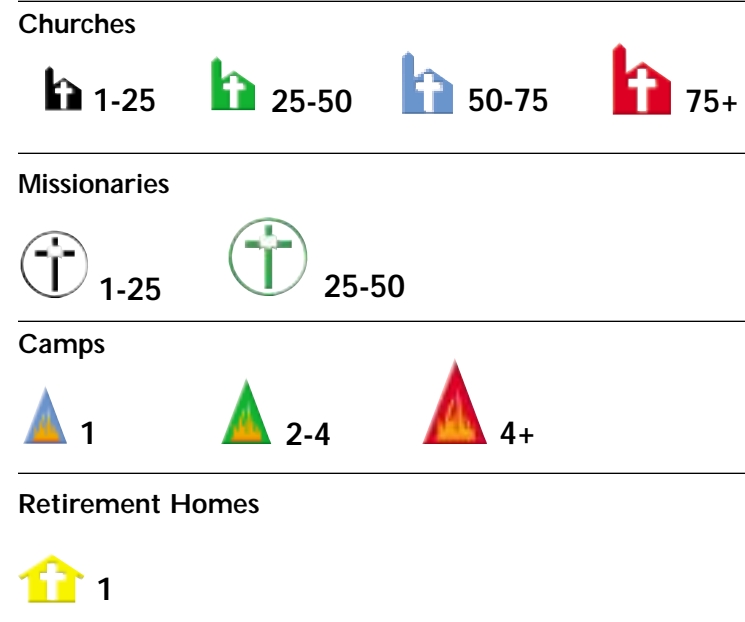 Churches
1-25 25-50 50-75 75+
Missionaries
1-25 25-50
Camps
1 2-4 4+
Retirement Homes
1